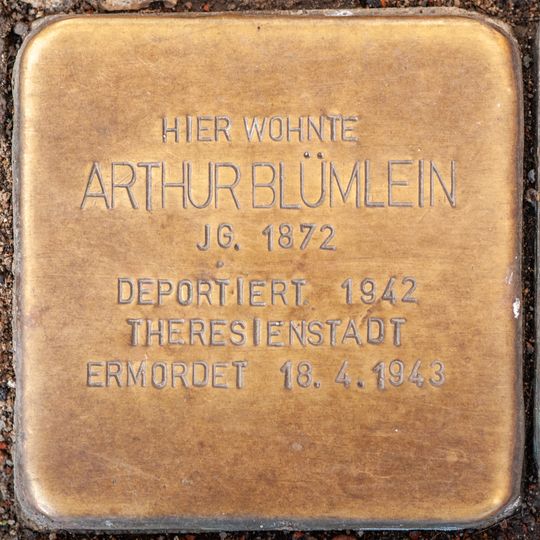 HIER WOHNTE
ARTHUR BLÜMLEIN
JG. 1872
DEPORTIERT 1942
THERESIENSTADT
ERMORDET 18.4.1943